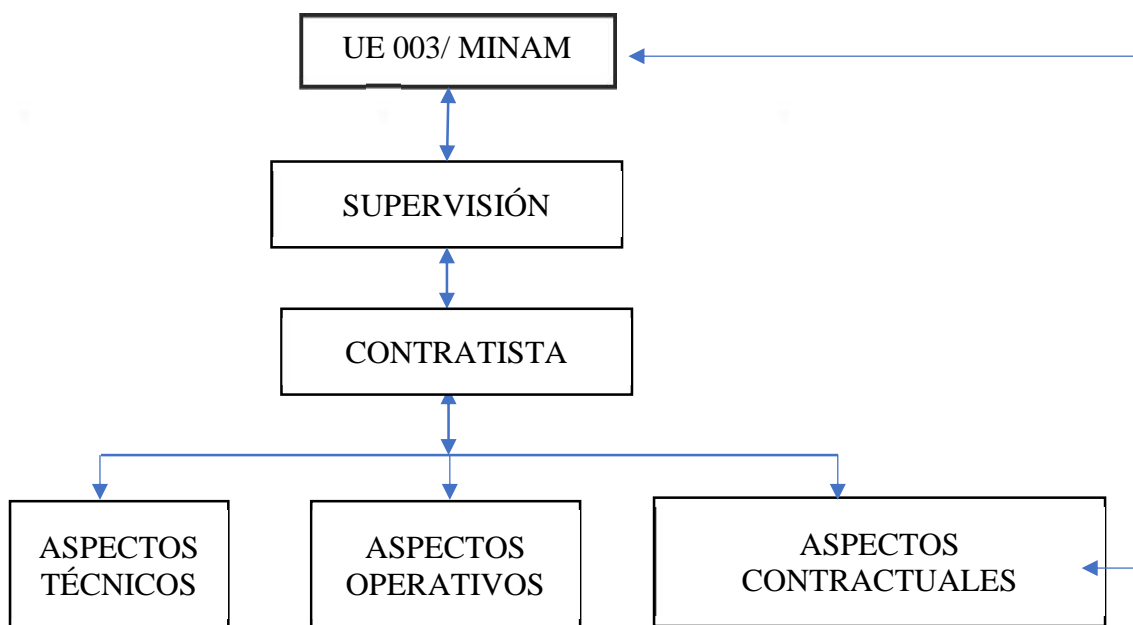 UE 003/ MINAM
SUPERVISIÓN
CONTRATISTA
ASPECTOS
TÉCNICOS
ASPECTOS
OPERATIVOS
ASPECTOS
CONTRACTUALES